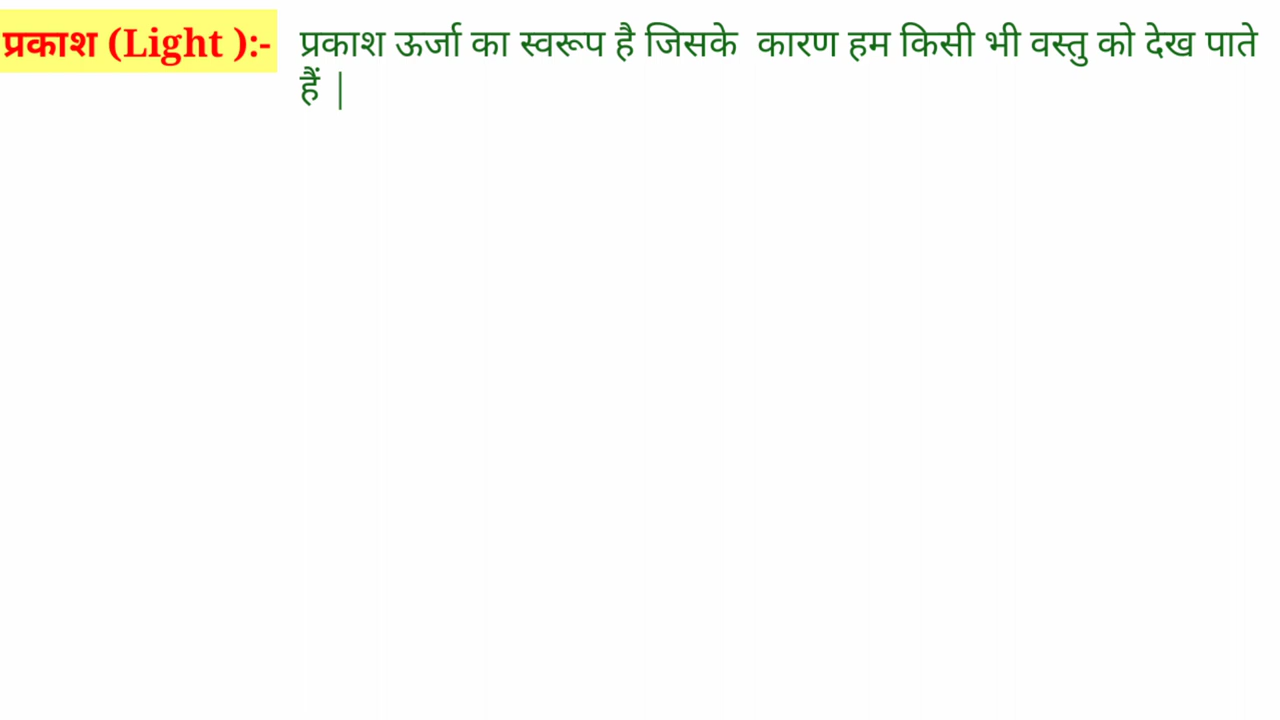 प्रकाश (Light ):- प्रकाश ऊर्जा का स्वरूप है जिसके  कारण हम किसी भी वस्तु को देख पाते
हैं |